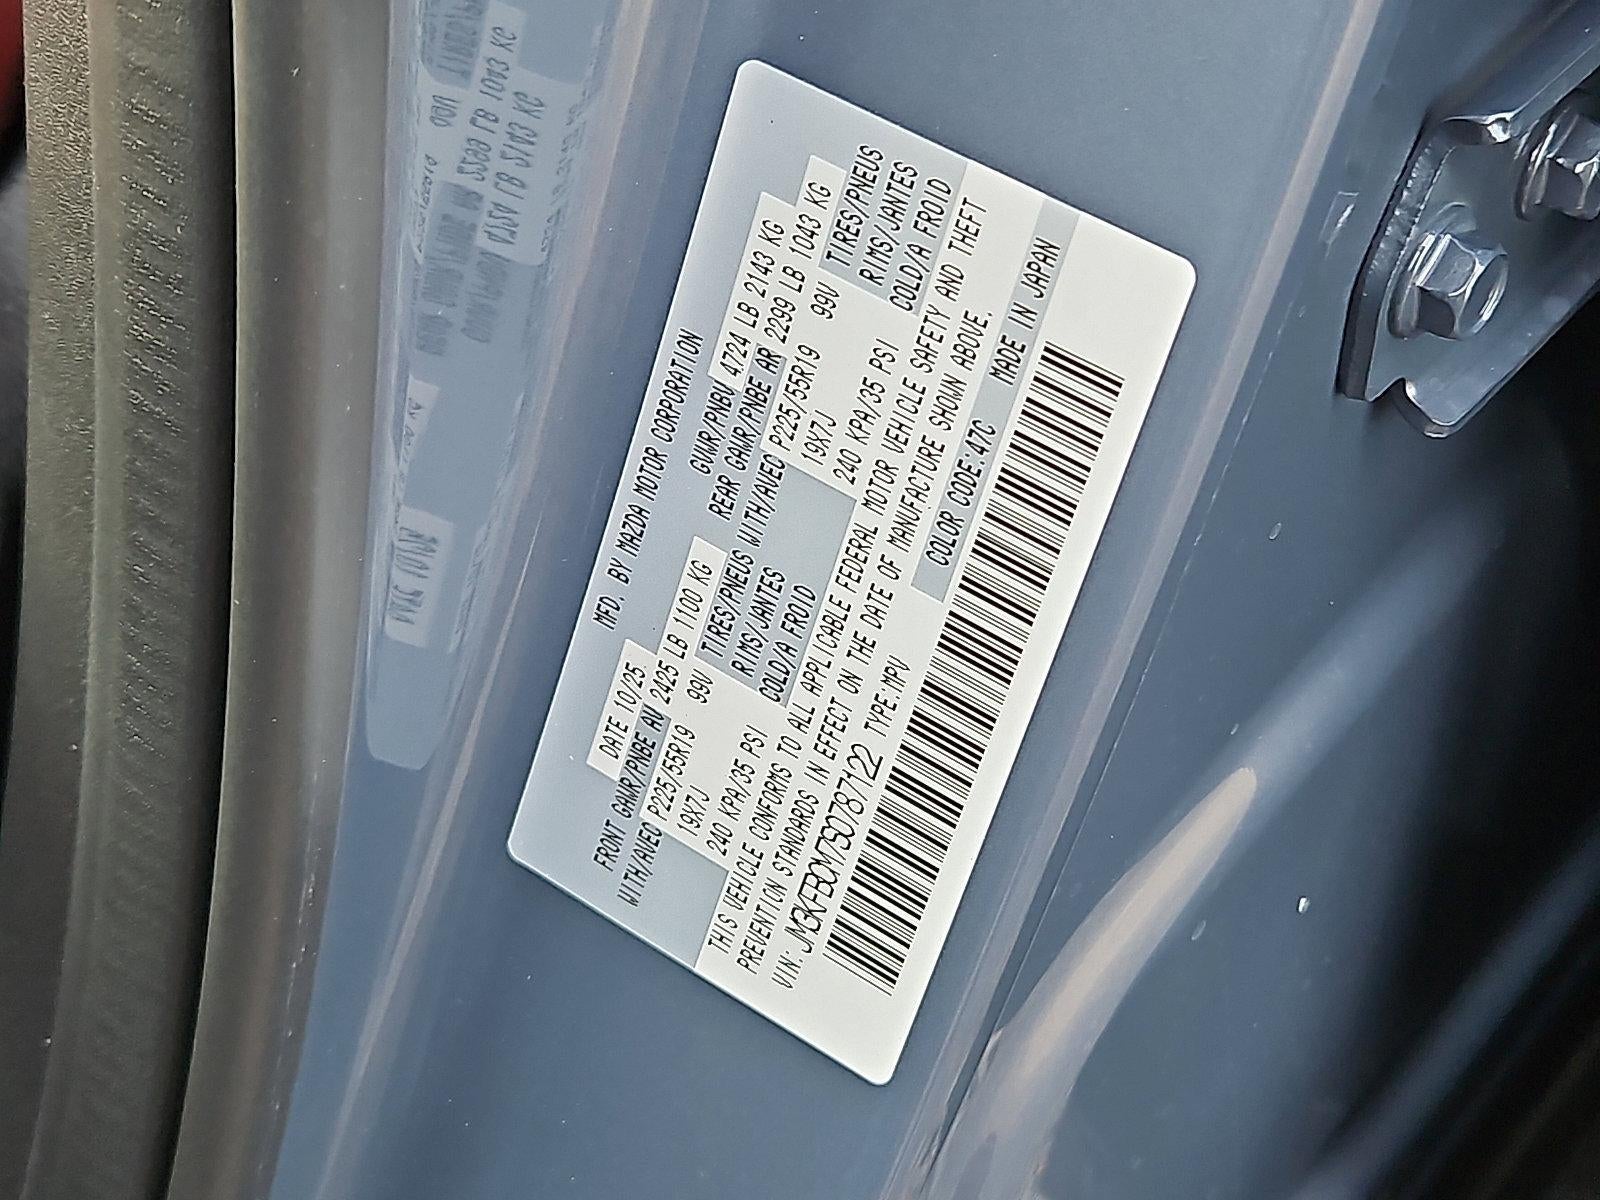 MFD. BY MAZDA MOTOR CORPORATION
DATE 10/25 GVWR/PNBV 4724 LB 2143 KG
FRONT GAWR/PNBE AV 2425 LB 1100 KG REAR GAWR/PNBE AR 2299 LB 1043 KG
WITH/AVEC P225/55R19 99V TIRES/PNEUS WITH/AVEC P225/55R19 99V TIRES/PNEUS
19X7J RIMS/JANTES 19X7J RIMS/JANTES
240 KPA/35 PSI COLD/A FROID 240 KPA/35 PSI COLD/A FROID
THIS VEHICLE CONFORMS TO ALL APPLICABLE FEDERAL MOTOR VEHICLE SAFETY AND THEFT
PREVENTION STANDARDS IN EFFECT ON THE DATE OF MANUFACTURE SHOWN ABOVE.
VIN: JM3KFBCM7S0787122 TYPE:MPV COLOR CODE:47C MADE IN JAPAN